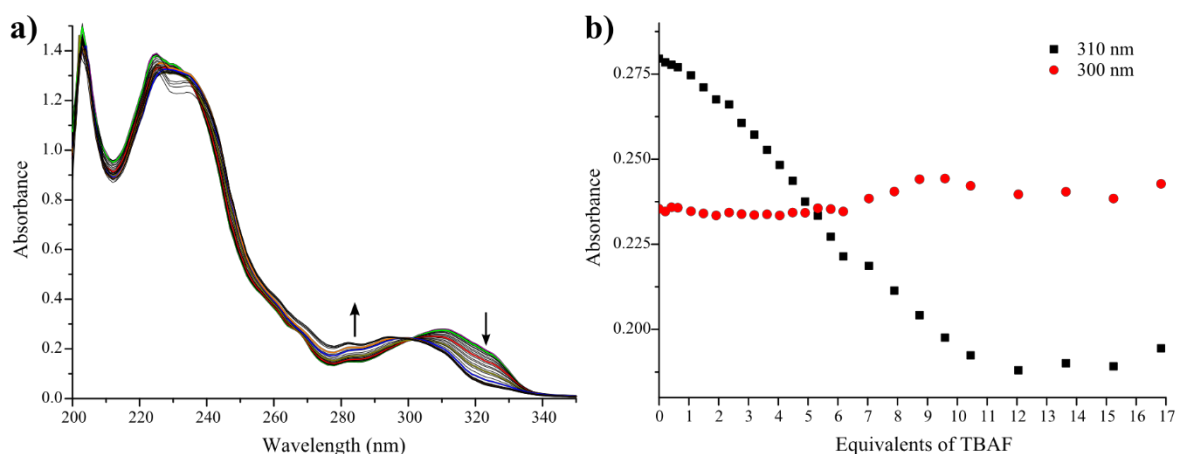 a)
1.4
1.2
1.0
0.8
0.6
0.4
0.2
0.0
Absorbance
200 220 240 260 280 300 320 340
Wavelength (nm)
b)
310 nm
300 nm
0.275
0.250
0.225
0.200
Absorbance
0 1 2 3 4 5 6 7 8 9 10 11 12 13 14 15 16 17
Equivalents of TBAF